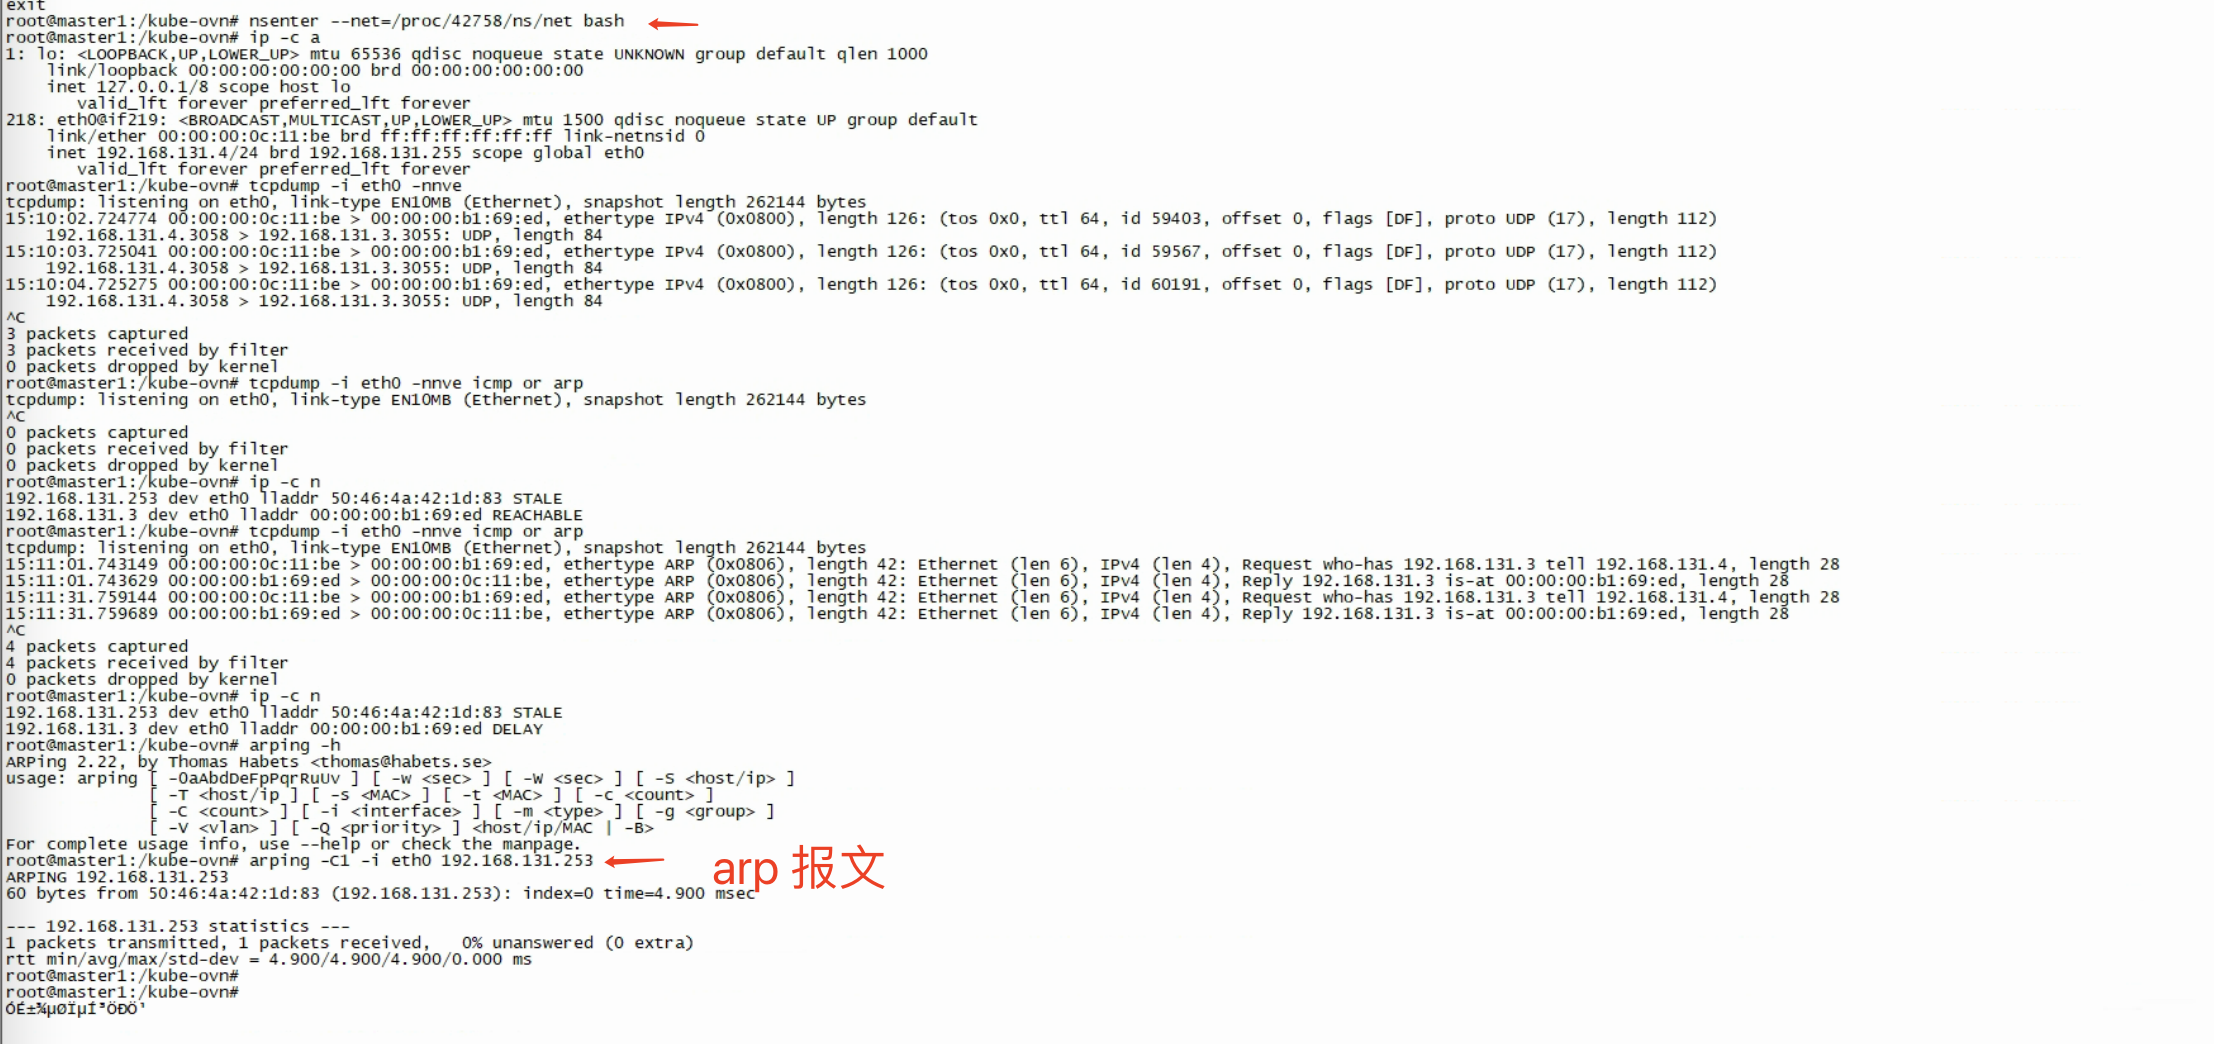 exit
root@master1:/kube-ovn# nsenter --net=/proc/42758/ns/net bash
root@master1:/kube-ovn# ip -c a
1: lo: <LOOPBACK,UP,LOWER_UP> mtu 65536 qdisc noqueue state UNKNOWN group default qlen 1000
    link/loopback 00:00:00:00:00:00 brd 00:00:00:00:00:00
    inet 127.0.0.1/8 scope host lo
       valid_lft forever preferred_lft forever
218: eth0@if219: <BROADCAST,MULTICAST,UP,LOWER_UP> mtu 1500 qdisc noqueue state UP group default
    link/ether 00:00:00:0c:11:be brd ff:ff:ff:ff:ff:ff link-netnsid 0
    inet 192.168.131.4/24 brd 192.168.131.255 scope global eth0
       valid_lft forever preferred_lft forever
root@master1:/kube-ovn# tcpdump -i eth0 -nnve
tcpdump: listening on eth0, link-type EN10MB (Ethernet), snapshot length 262144 bytes
15:10:02.724774 00:00:00:0c:11:be > 00:00:00:b1:69:ed, ethertype IPv4 (0x0800), length 126: (tos 0x0, ttl 64, id 59403, offset 0, flags [DF], proto UDP (17), length 112)
    192.168.131.4.3058 > 192.168.131.3.3055: UDP, length 84
15:10:03.725041 00:00:00:0c:11:be > 00:00:00:b1:69:ed, ethertype IPv4 (0x0800), length 126: (tos 0x0, ttl 64, id 59567, offset 0, flags [DF], proto UDP (17), length 112)
    192.168.131.4.3058 > 192.168.131.3.3055: UDP, length 84
15:10:04.725275 00:00:00:0c:11:be > 00:00:00:b1:69:ed, ethertype IPv4 (0x0800), length 126: (tos 0x0, ttl 64, id 60191, offset 0, flags [DF], proto UDP (17), length 112)
    192.168.131.4.3058 > 192.168.131.3.3055: UDP, length 84
^C
3 packets captured
3 packets received by filter
0 packets dropped by kernel
root@master1:/kube-ovn# tcpdump -i eth0 -nnve icmp or arp
tcpdump: listening on eth0, link-type EN10MB (Ethernet), snapshot length 262144 bytes
^C
0 packets captured
0 packets received by filter
0 packets dropped by kernel
root@master1:/kube-ovn# ip -c n
192.168.131.253 dev eth0 lladdr 50:46:4a:42:1d:83 STALE
192.168.131.3 dev eth0 lladdr 00:00:00:b1:69:ed REACHABLE
root@master1:/kube-ovn# tcpdump -i eth0 -nnve icmp or arp
tcpdump: listening on eth0, link-type EN10MB (Ethernet), snapshot length 262144 bytes
15:11:01.743149 00:00:00:0c:11:be > 00:00:00:b1:69:ed, ethertype ARP (0x0806), length 42: Ethernet (len 6), IPv4 (len 4), Request who-has 192.168.131.3 tell 192.168.131.4, length 28
15:11:01.743629 00:00:00:b1:69:ed > 00:00:00:0c:11:be, ethertype ARP (0x0806), length 42: Ethernet (len 6), IPv4 (len 4), Reply 192.168.131.3 is-at 00:00:00:b1:69:ed, length 28
15:11:31.759144 00:00:00:0c:11:be > 00:00:00:b1:69:ed, ethertype ARP (0x0806), length 42: Ethernet (len 6), IPv4 (len 4), Request who-has 192.168.131.3 tell 192.168.131.4, length 28
15:11:31.759689 00:00:00:b1:69:ed > 00:00:00:0c:11:be, ethertype ARP (0x0806), length 42: Ethernet (len 6), IPv4 (len 4), Reply 192.168.131.3 is-at 00:00:00:b1:69:ed, length 28
^C
4 packets captured
4 packets received by filter
0 packets dropped by kernel
root@master1:/kube-ovn# ip -c n
192.168.131.253 dev eth0 lladdr 50:46:4a:42:1d:83 STALE
192.168.131.3 dev eth0 lladdr 00:00:00:b1:69:ed DELAY
root@master1:/kube-ovn# arping -h
ARPing 2.22, by Thomas Habets <thomas@habets.se>
usage: arping [ -0aAbdDeFpPqrRuUv ] [ -w <sec> ] [ -W <sec> ] [ -S <host/ip> ]
              [ -T <host/ip ] [ -s <MAC> ] [ -t <MAC> ] [ -c <count> ]
              [ -C <count> ] [ -i <interface> ] [ -m <type> ] [ -g <group> ]
              [ -V <vlan> ] [ -Q <priority> ] <host/ip/MAC | -B>
For complete usage info, use --help or check the manpage.
root@master1:/kube-ovn# arping -C1 -i eth0 192.168.131.253
arp 报文
ARPING 192.168.131.253
60 bytes from 50:46:4a:42:1d:83 (192.168.131.253): index=0 time=4.900 msec
--- 192.168.131.253 statistics ---
1 packets transmitted, 1 packets received,   0% unanswered (0 extra)
rtt min/avg/max/std-dev = 4.900/4.900/4.900/0.000 ms
root@master1:/kube-ovn#
root@master1:/kube-ovn#